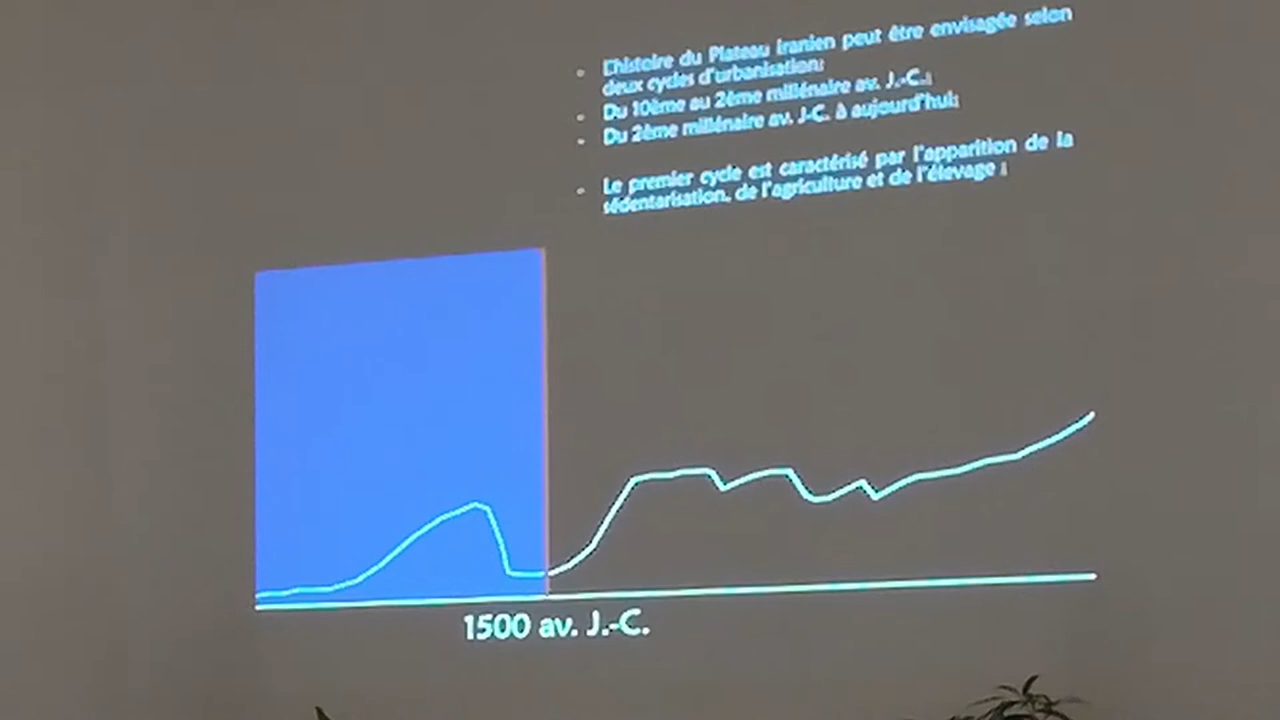 L'histoire du Plateau Iranien peut être envisagée selon
deux cycles d'urbanisation;
Du 10ème au 2ème millénaire av. J.-C.;
Du 2ème millénaire av. J-C. à aujourd'hui;
Le premier cycle est caractérisé par l'apparition de la
sédentarisation, de l'agriculture et de l'élevage ;
1500 av. J.-C.